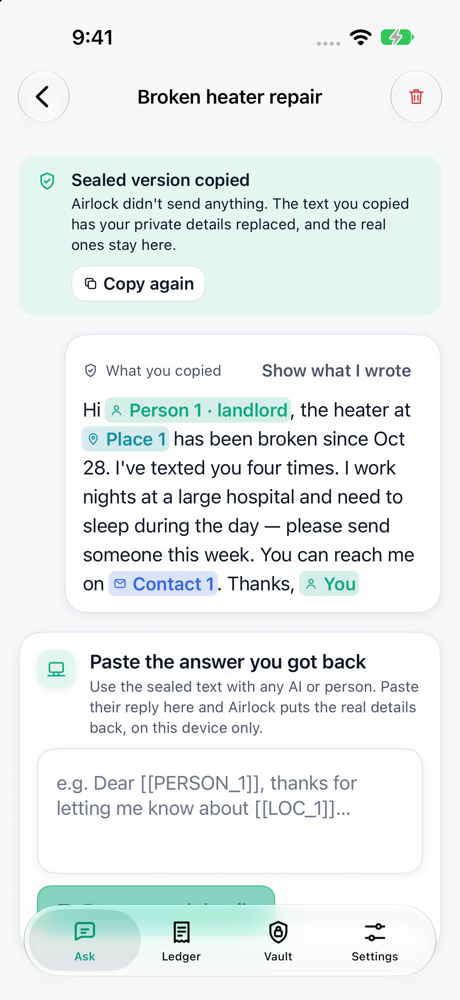 9:41
Broken heater repair
Sealed version copied
Airlock didn't send anything. The text you copied
has your private details replaced, and the real
ones stay here.
Copy again
What you copied Show what I wrote
Hi Person 1 · landlord, the heater at
Place 1 has been broken since Oct
28. I've texted you four times. I work
nights at a large hospital and need to
sleep during the day — please send
someone this week. You can reach me
on Contact 1. Thanks, You
Paste the answer you got back
Use the sealed text with any AI or person. Paste
their reply here and Airlock puts the real details
back, on this device only.
e.g. Dear [[PERSON_1]], thanks for
letting me know about [[LOC_1]]...
Ask Ledger Vault Settings